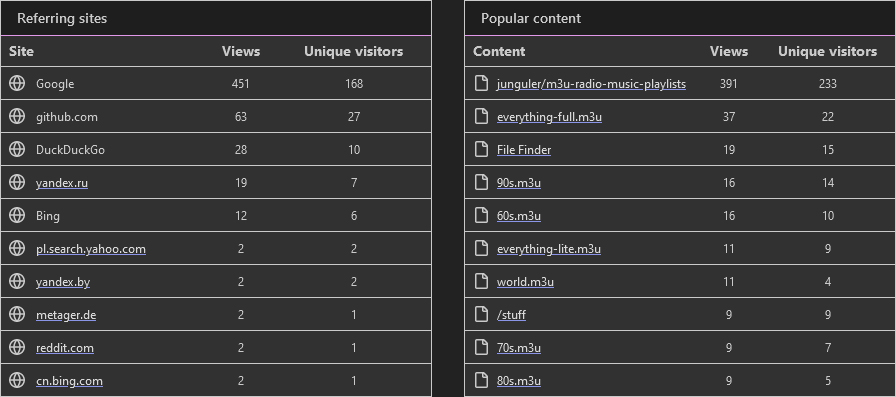 Referring sites
Site Views Unique visitors
Google 451 168
github.com 63 27
DuckDuckGo 28 10
yandex.ru 19 7
Bing 12 6
pl.search.yahoo.com 2 2
yandex.by 2 2
metager.de 2 1
reddit.com 2 1
cn.bing.com 2 1
Popular content
Content Views Unique visitors
junguler/m3u-radio-music-playlists 391 233
everything-full.m3u 37 22
File Finder 19 15
90s.m3u 16 14
60s.m3u 16 10
everything-lite.m3u 11 9
world.m3u 11 4
/stuff 9 9
70s.m3u 9 7
80s.m3u 9 5